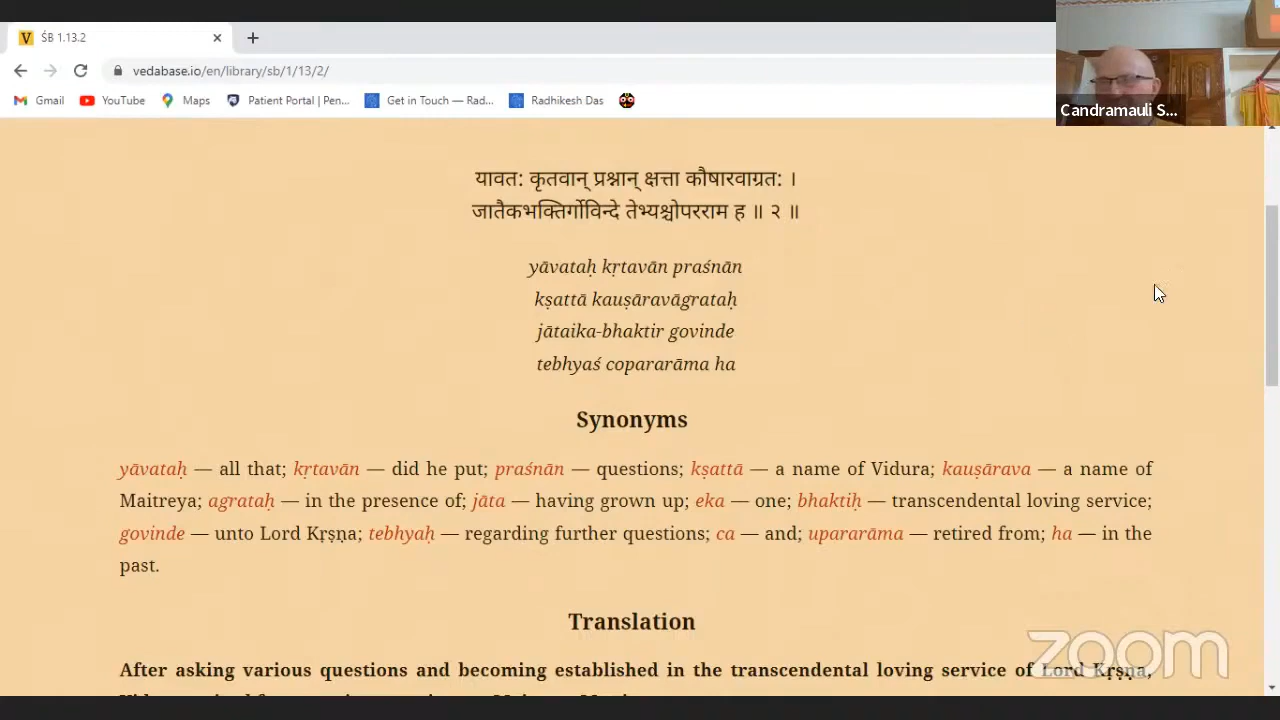 ŚB 1.13.2
vedabase.io/en/library/sb/1/13/2/
Gmail YouTube Maps Patient Portal | Pen... Get in Touch — Rad... Radhikesh Das
Candramauli S...
यावत: कृतवान् प्रश्नान् क्षत्ता कौषारवाग्रत: ।
जातैकभक्तिर्गोविन्दे तेभ्यश्चोपरराम ह ॥ २ ॥
yāvataḥ kṛtavān praśnān
kṣattā kauṣāravāgrataḥ
jātaika-bhaktir govinde
tebhyaś copararāma ha
Synonyms
yāvataḥ — all that; kṛtavān — did he put; praśnān — questions; kṣattā — a name of Vidura; kauṣārava — a name of
Maitreya; agrataḥ — in the presence of; jāta — having grown up; eka — one; bhaktiḥ — transcendental loving service;
govinde — unto Lord Kṛṣṇa; tebhyaḥ — regarding further questions; ca — and; upararāma — retired from; ha — in the
past.
Translation
After asking various questions and becoming established in the transcendental loving service of Lord Kṛṣṇa,
zoom